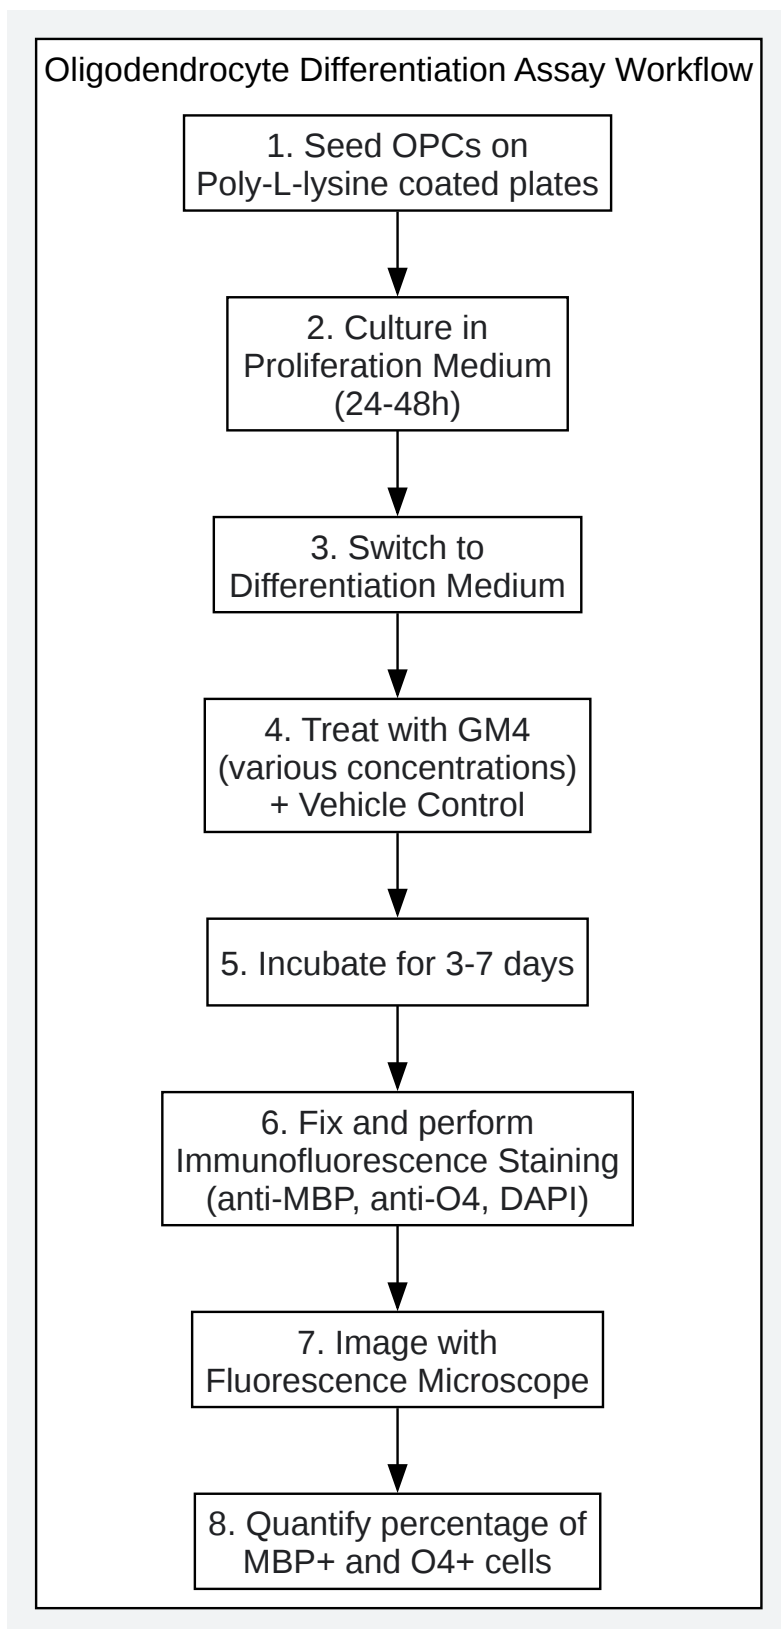 Oligodendrocyte Differentiation Assay Workflow
1. Seed OPCs on
Poly-L-lysine coated plates
2. Culture in
Proliferation Medium
(24-48h)
3. Switch to
Differentiation Medium
4. Treat with GM4
(various concentrations)
+ Vehicle Control
5. Incubate for 3-7 days
6. Fix and perform
Immunofluorescence Staining
(anti-MBP, anti-O4, DAPI)
7. Image with
Fluorescence Microscope
8. Quantify percentage of
MBP+ and O4+ cells